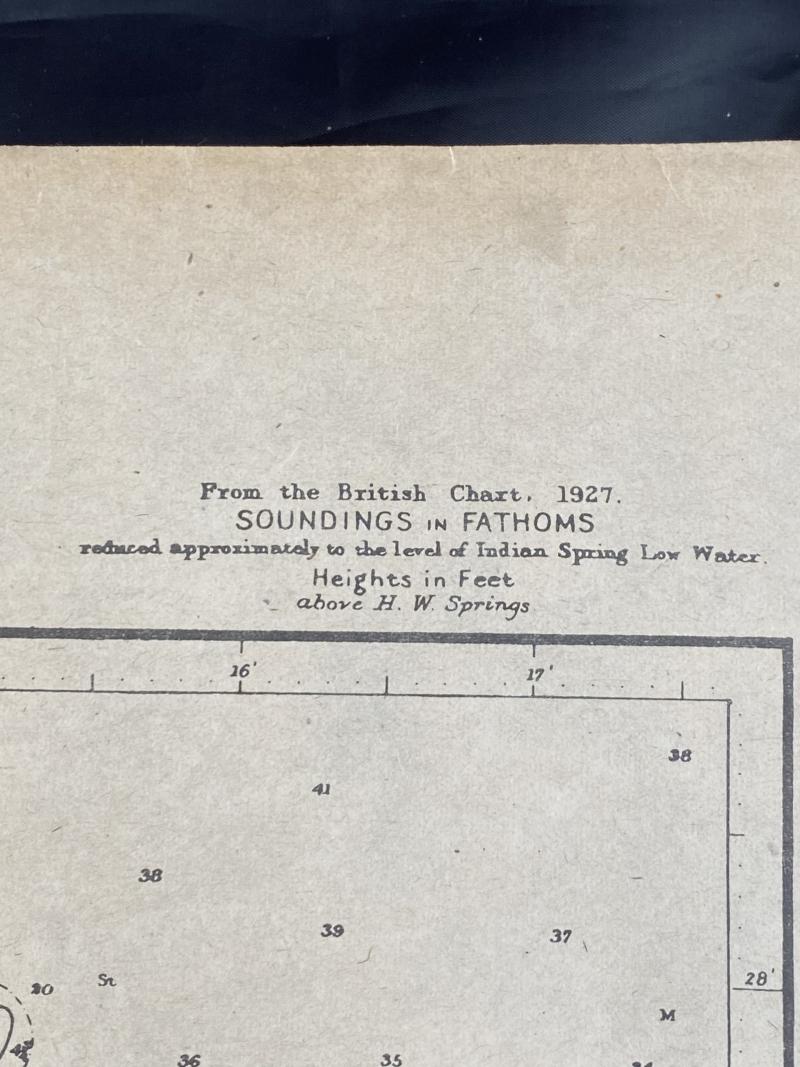 From the British Chart, 1927.
SOUNDINGS IN FATHOMS
reduced approximately to the level of Indian Spring Low Water.
Heights in Feet
above H. W. Springs
16' 17'
38
41
38
39 37
28'
20 Sn
M
36 35